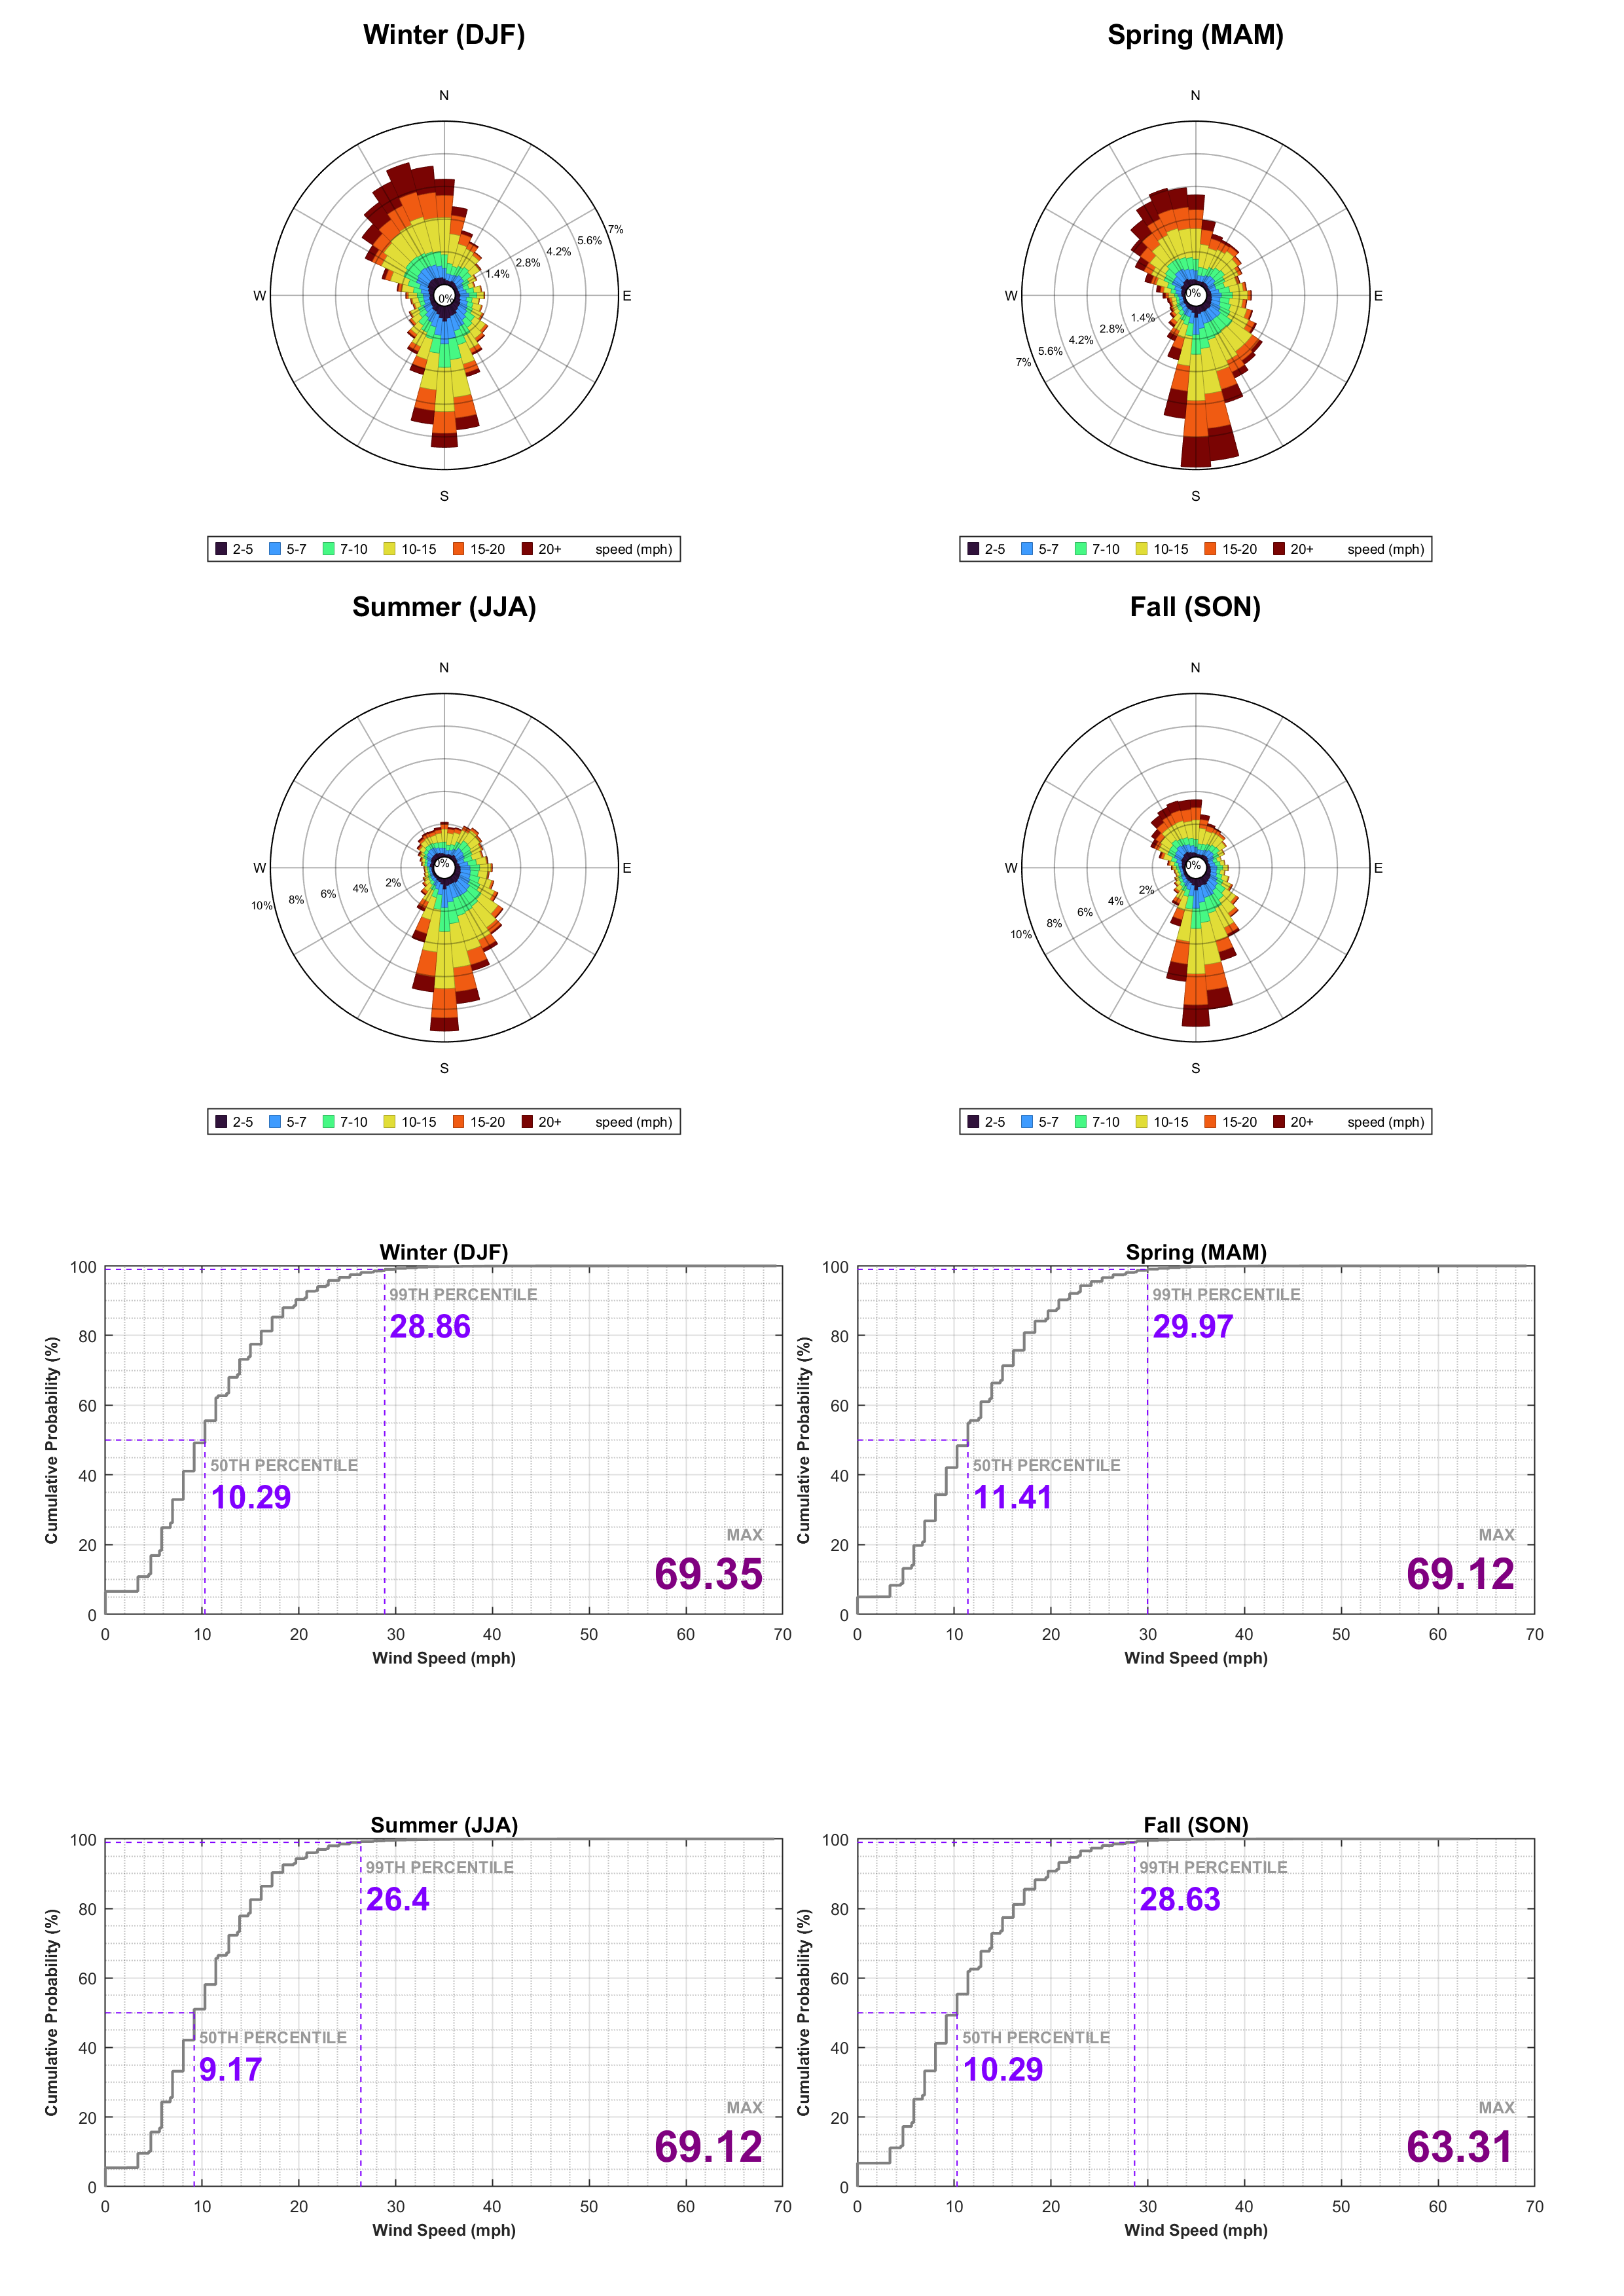 Winter (DJF)
N
W
E
S
0%
1.4%
2.8%
4.2%
5.6%
7%
2-5 5-7 7-10 10-15 15-20 20+ speed (mph)
Spring (MAM)
N
W
E
S
0%
1.4%
2.8%
4.2%
5.6%
7%
2-5 5-7 7-10 10-15 15-20 20+ speed (mph)
Summer (JJA)
N
W
E
S
0%
2%
4%
6%
8%
10%
2-5 5-7 7-10 10-15 15-20 20+ speed (mph)
Fall (SON)
N
W
E
S
0%
2%
4%
6%
8%
10%
2-5 5-7 7-10 10-15 15-20 20+ speed (mph)
Winter (DJF)
Cumulative Probability (%)
100
80
60
40
20
0
99TH PERCENTILE
28.86
50TH PERCENTILE
10.29
MAX
69.35
0 10 20 30 40 50 60 70
Wind Speed (mph)
Spring (MAM)
Cumulative Probability (%)
100
80
60
40
20
0
99TH PERCENTILE
29.97
50TH PERCENTILE
11.41
MAX
69.12
0 10 20 30 40 50 60 70
Wind Speed (mph)
Summer (JJA)
Cumulative Probability (%)
100
80
60
40
20
0
99TH PERCENTILE
26.4
50TH PERCENTILE
9.17
MAX
69.12
0 10 20 30 40 50 60 70
Wind Speed (mph)
Fall (SON)
Cumulative Probability (%)
100
80
60
40
20
0
99TH PERCENTILE
28.63
50TH PERCENTILE
10.29
MAX
63.31
0 10 20 30 40 50 60 70
Wind Speed (mph)